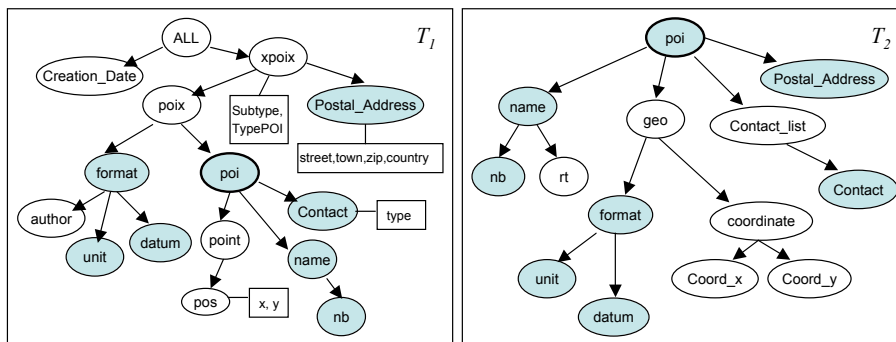 T1
ALL
Creation_Date
xpoix
poix
Subtype,
TypePOI
Postal_Address
street,town,zip,country
format
poi
author
unit
datum
point
Contact
type
name
pos
x, y
nb
T2
poi
Postal_Address
name
geo
Contact_list
nb
rt
Contact
format
coordinate
unit
datum
Coord_x
Coord_y